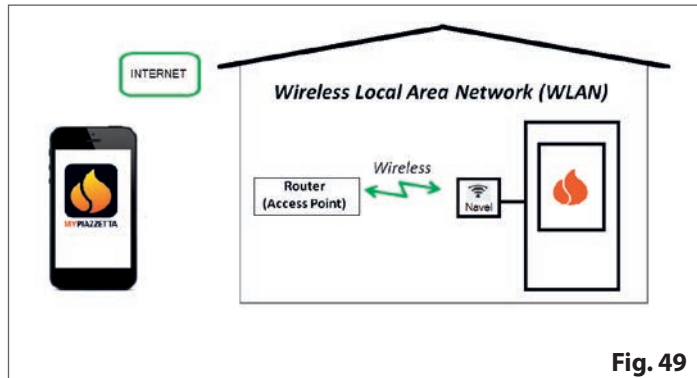 INTERNET
Wireless Local Area Network (WLAN)
MYPIAZZETTA
Wireless
Router
(Access Point)
Navel
Fig. 49